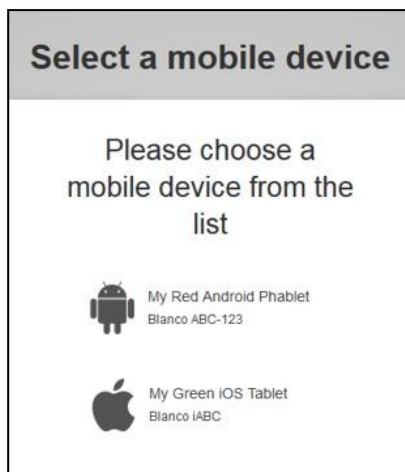 Select a mobile device
Please choose a
mobile device from the
list
My Red Android Phablet
Blanco ABC-123
My Green iOS Tablet
Blanco iABC